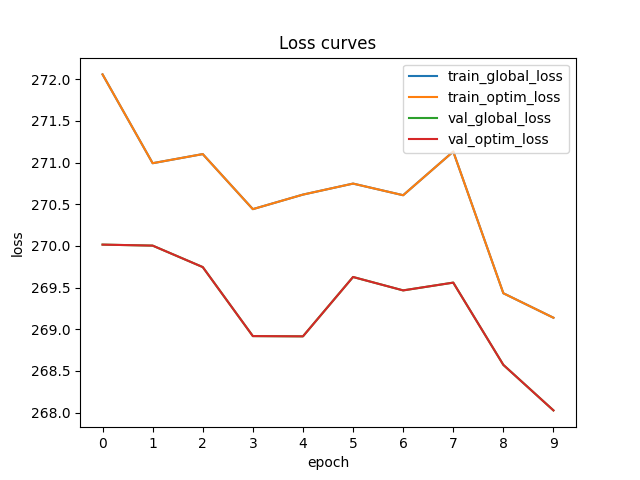 Loss curves
train_global_loss
train_optim_loss
val_global_loss
val_optim_loss
272.0
271.5
271.0
270.5
270.0
269.5
269.0
268.5
268.0
loss
0 1 2 3 4 5 6 7 8 9
epoch